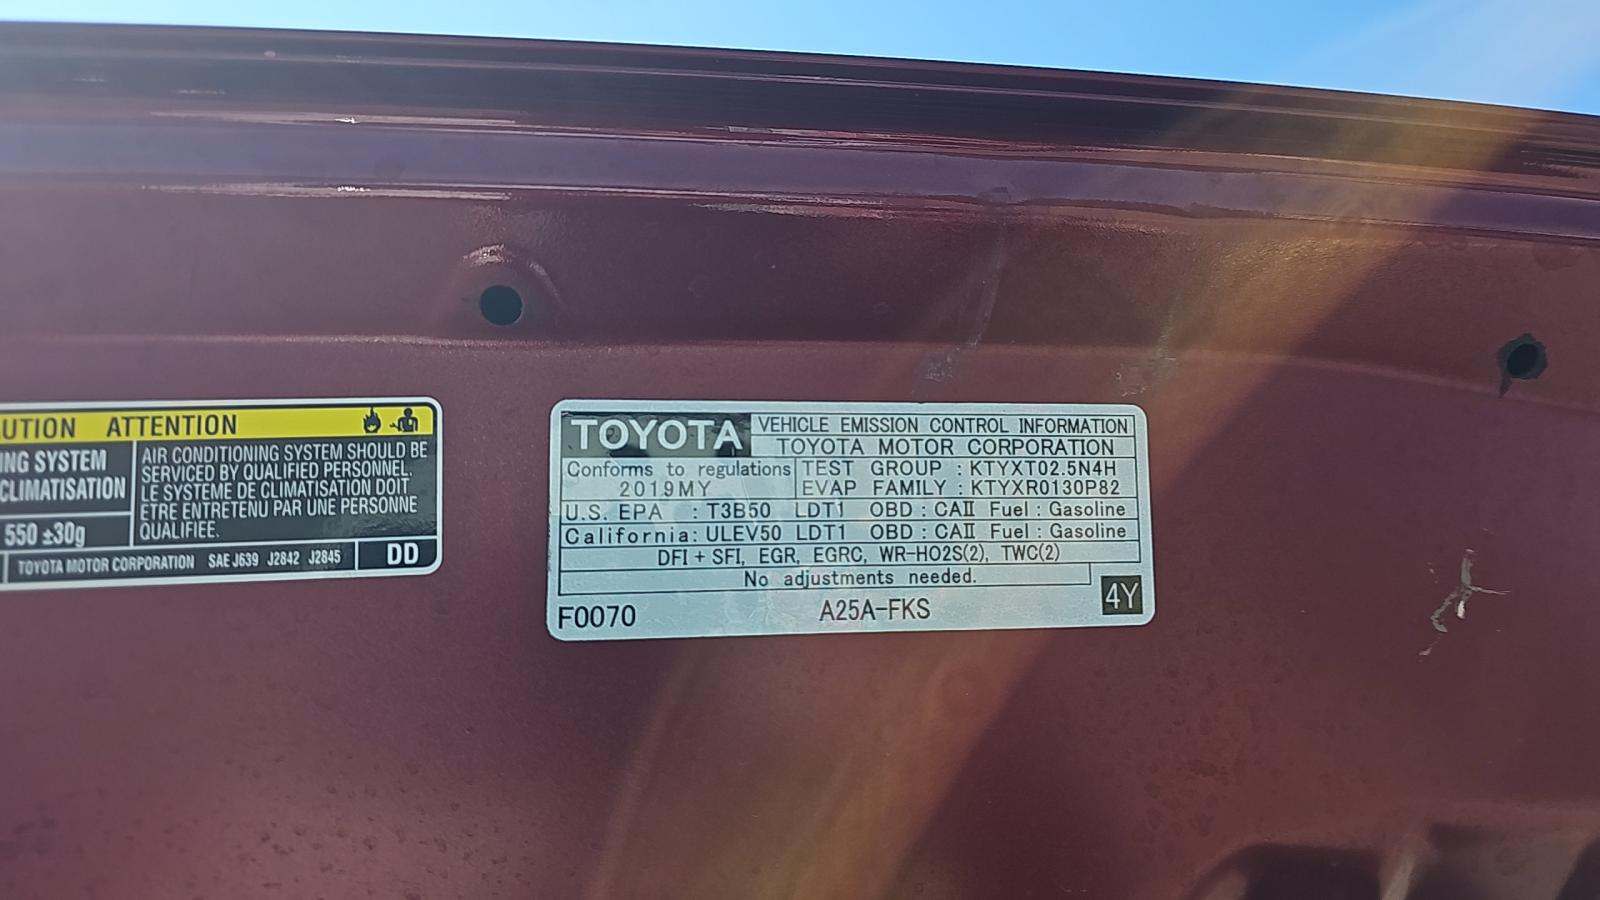 UTION ATTENTION
NG SYSTEM
CLIMATISATION
550 ±30g
AIR CONDITIONING SYSTEM SHOULD BE
SERVICED BY QUALIFIED PERSONNEL.
LE SYSTEME DE CLIMATISATION DOIT
ETRE ENTRETENU PAR UNE PERSONNE
QUALIFIEE.
TOYOTA MOTOR CORPORATION SAE J639 J2842 J2845 DD
TOYOTA
VEHICLE EMISSION CONTROL INFORMATION
TOYOTA MOTOR CORPORATION
Conforms to regulations
2019MY
TEST GROUP : KTYXT02.5N4H
EVAP FAMILY : KTYXR0130P82
U.S. EPA : T3B50 LDT1 OBD : CAⅡ Fuel : Gasoline
California: ULEV50 LDT1 OBD : CAⅡ Fuel : Gasoline
DFI + SFI, EGR, EGRC, WR-HO2S(2), TWC(2)
No adjustments needed.
F0070 A25A-FKS 4Y